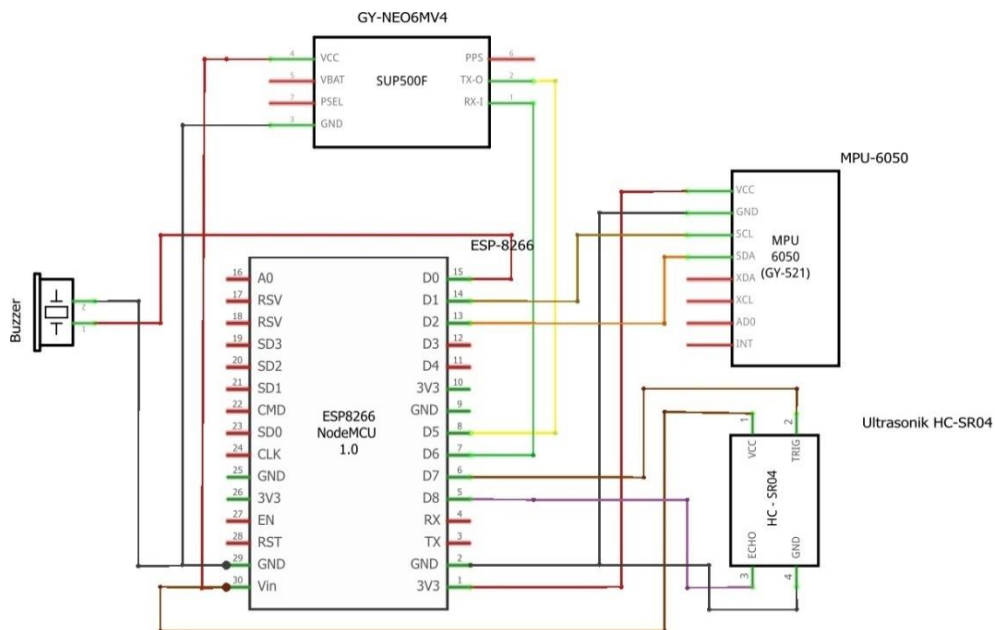 GY-NEO6MV4
4 VCC
5 VBAT
7 PSEL
3 GND
SUP500F
PPS 6
TX-O 2
RX-I 1
MPU-6050
VCC
GND
SCL
SDA
XDA
XCL
AD0
INT
MPU
6050
(GY-521)
Buzzer
2
1
ESP-8266
16 A0
17 RSV
18 RSV
19 SD3
20 SD2
21 SD1
22 CMD
23 SD0
24 CLK
25 GND
26 3V3
27 EN
28 RST
29 GND
30 Vin
ESP8266
NodeMCU
1.0
D0 15
D1 14
D2 13
D3 12
D4 11
3V3 10
GND 9
D5 8
D6 7
D7 6
D8 5
RX 4
TX 3
GND 2
3V3 1
Ultrasonik HC-SR04
1 VCC
2 TRIG
HC - SR04
ECHO 3
GND 4